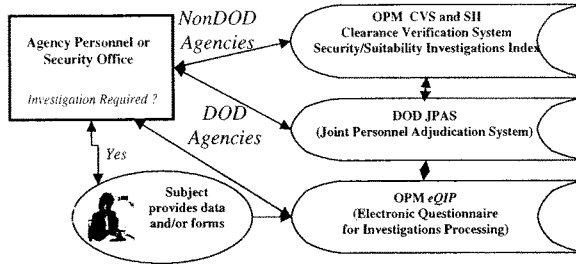 NonDOD
Agencies
Agency Personnel or
Security Office
Investigation Required ?
OPM CVS and SII
Clearance Verification System
Security/Suitability Investigations Index
DOD
Agencies
DOD JPAS
(Joint Personnel Adjudication System)
Yes
Subject
provides data
and/or forms
OPM eQIP
(Electronic Questionnaire
for Investigations Processing)